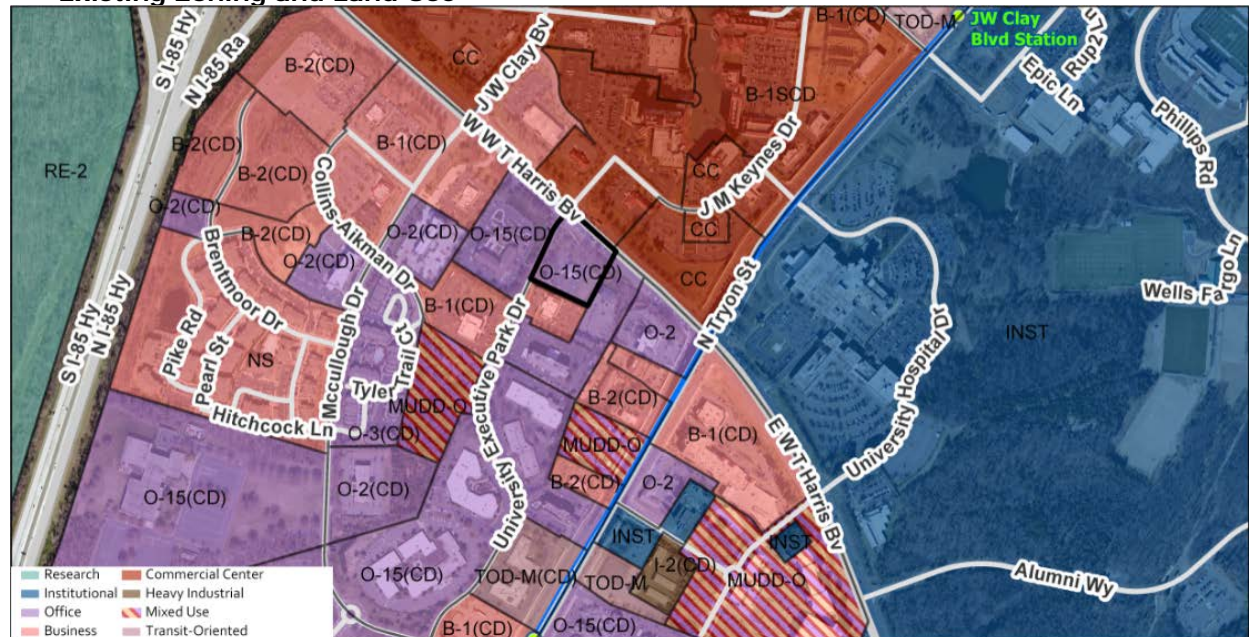 Existing Zoning and Land Use
S I-85 Hy
N I-85 Ra
B-2(CD)
J W Clay Bv
CC
B-1(CD)
TOD-M
JW Clay
Blvd Station
Rup2 Ln
Epic Ln
Phillips Rd
B-1SCD
B-1(CD)
W W T Harris Bv
RE-2
B-2(CD)
B-2(CD)
Collins-Aikman Dr
CC
J M Keynes Dr
O-2(CD)
B-2(CD)
O-2(CD)
O-15(CD)
CC
Brentmoor Dr
O-2(CD)
O-15(CD)
CC
Wells Fargo Ln
B-1(CD)
N Tryon St
O-2
University Hospital Dr
INST
S I-85 Hy
N I-85 Hy
Pike Rd
Pearl St
NS
Mccullough Dr
Tyler Trail Ct
University Executive Park Dr
B-2(CD)
MUDD-O
Hitchcock Ln
O-3(CD)
MUDD-O
B-1(CD)
E W T Harris Bv
O-15(CD)
O-2(CD)
B-2(CD)
O-2
INST
INST
O-15(CD)
TOD-M(CD)
TOD-M
I-2(CD)
MUDD-O
Alumni Wy
B-1(CD)
O-15(CD)
Research
Institutional
Office
Business
Commercial Center
Heavy Industrial
Mixed Use
Transit-Oriented